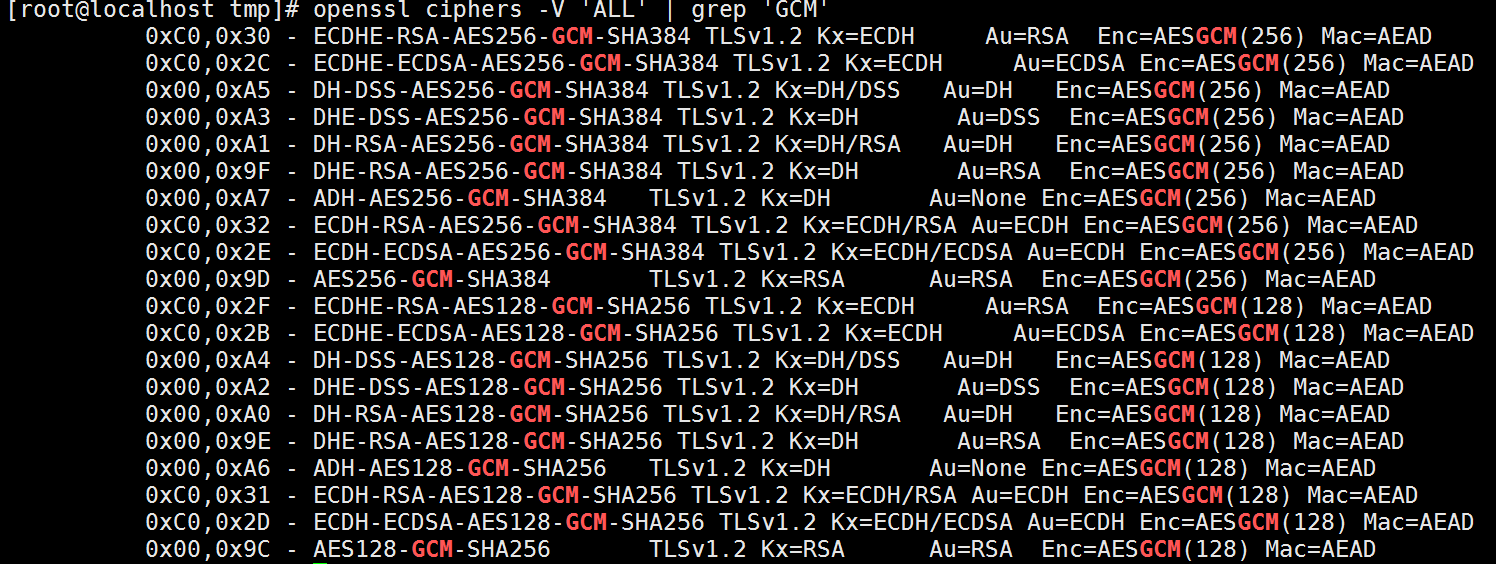 [root@localhost tmp]# openssl ciphers -V 'ALL' | grep 'GCM'
0xC0,0x30 - ECDHE-RSA-AES256-GCM-SHA384 TLSv1.2 Kx=ECDH Au=RSA Enc=AESGCM(256) Mac=AEAD
0xC0,0x2C - ECDHE-ECDSA-AES256-GCM-SHA384 TLSv1.2 Kx=ECDH Au=ECDSA Enc=AESGCM(256) Mac=AEAD
0x00,0xA5 - DH-DSS-AES256-GCM-SHA384 TLSv1.2 Kx=DH/DSS Au=DH Enc=AESGCM(256) Mac=AEAD
0x00,0xA3 - DHE-DSS-AES256-GCM-SHA384 TLSv1.2 Kx=DH Au=DSS Enc=AESGCM(256) Mac=AEAD
0x00,0xA1 - DH-RSA-AES256-GCM-SHA384 TLSv1.2 Kx=DH/RSA Au=DH Enc=AESGCM(256) Mac=AEAD
0x00,0x9F - DHE-RSA-AES256-GCM-SHA384 TLSv1.2 Kx=DH Au=RSA Enc=AESGCM(256) Mac=AEAD
0x00,0xA7 - ADH-AES256-GCM-SHA384 TLSv1.2 Kx=DH Au=None Enc=AESGCM(256) Mac=AEAD
0xC0,0x32 - ECDH-RSA-AES256-GCM-SHA384 TLSv1.2 Kx=ECDH/RSA Au=ECDH Enc=AESGCM(256) Mac=AEAD
0xC0,0x2E - ECDH-ECDSA-AES256-GCM-SHA384 TLSv1.2 Kx=ECDH/ECDSA Au=ECDH Enc=AESGCM(256) Mac=AEAD
0x00,0x9D - AES256-GCM-SHA384 TLSv1.2 Kx=RSA Au=RSA Enc=AESGCM(256) Mac=AEAD
0xC0,0x2F - ECDHE-RSA-AES128-GCM-SHA256 TLSv1.2 Kx=ECDH Au=RSA Enc=AESGCM(128) Mac=AEAD
0xC0,0x2B - ECDHE-ECDSA-AES128-GCM-SHA256 TLSv1.2 Kx=ECDH Au=ECDSA Enc=AESGCM(128) Mac=AEAD
0x00,0xA4 - DH-DSS-AES128-GCM-SHA256 TLSv1.2 Kx=DH/DSS Au=DH Enc=AESGCM(128) Mac=AEAD
0x00,0xA2 - DHE-DSS-AES128-GCM-SHA256 TLSv1.2 Kx=DH Au=DSS Enc=AESGCM(128) Mac=AEAD
0x00,0xA0 - DH-RSA-AES128-GCM-SHA256 TLSv1.2 Kx=DH/RSA Au=DH Enc=AESGCM(128) Mac=AEAD
0x00,0x9E - DHE-RSA-AES128-GCM-SHA256 TLSv1.2 Kx=DH Au=RSA Enc=AESGCM(128) Mac=AEAD
0x00,0xA6 - ADH-AES128-GCM-SHA256 TLSv1.2 Kx=DH Au=None Enc=AESGCM(128) Mac=AEAD
0xC0,0x31 - ECDH-RSA-AES128-GCM-SHA256 TLSv1.2 Kx=ECDH/RSA Au=ECDH Enc=AESGCM(128) Mac=AEAD
0xC0,0x2D - ECDH-ECDSA-AES128-GCM-SHA256 TLSv1.2 Kx=ECDH/ECDSA Au=ECDH Enc=AESGCM(128) Mac=AEAD
0x00,0x9C - AES128-GCM-SHA256 TLSv1.2 Kx=RSA Au=RSA Enc=AESGCM(128) Mac=AEAD